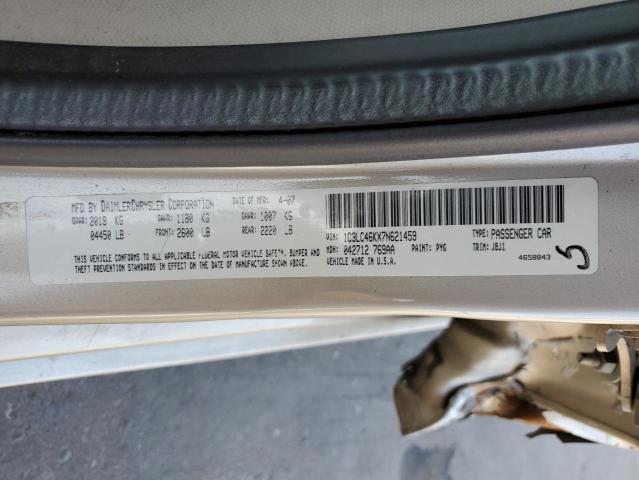 MFD BY DAIMLERCHRYSLER CORPORATION DATE OF MFR: 4-07
GVWR: 2019 KG GAWR: 1180 KG GAWR: 1007 KG
04450 LB FRONT: 2600 LB REAR: 2220 LB
THIS VEHICLE CONFORMS TO ALL APPLICABLE FEDERAL MOTOR VEHICLE SAFETY, BUMPER AND
THEFT PREVENTION STANDARDS IN EFFECT ON THE DATE OF MANUFACTURE SHOWN ABOVE.
VIN: 1C3LC46KX7N621459 TYPE: PASSENGER CAR
MDH: 042712 769AA PAINT: PWG TRIM: J8J1
VEHICLE MADE IN U.S.A. 4658843
5